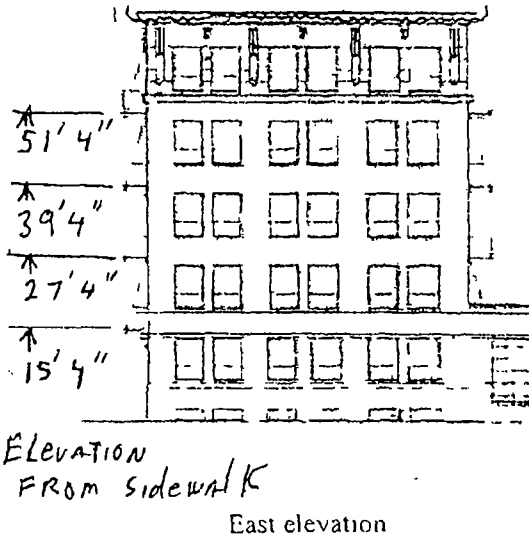 51' 4"
39' 4"
27' 4"
15' 4"
ELEVATION
FROM Sidewalk
East elevation